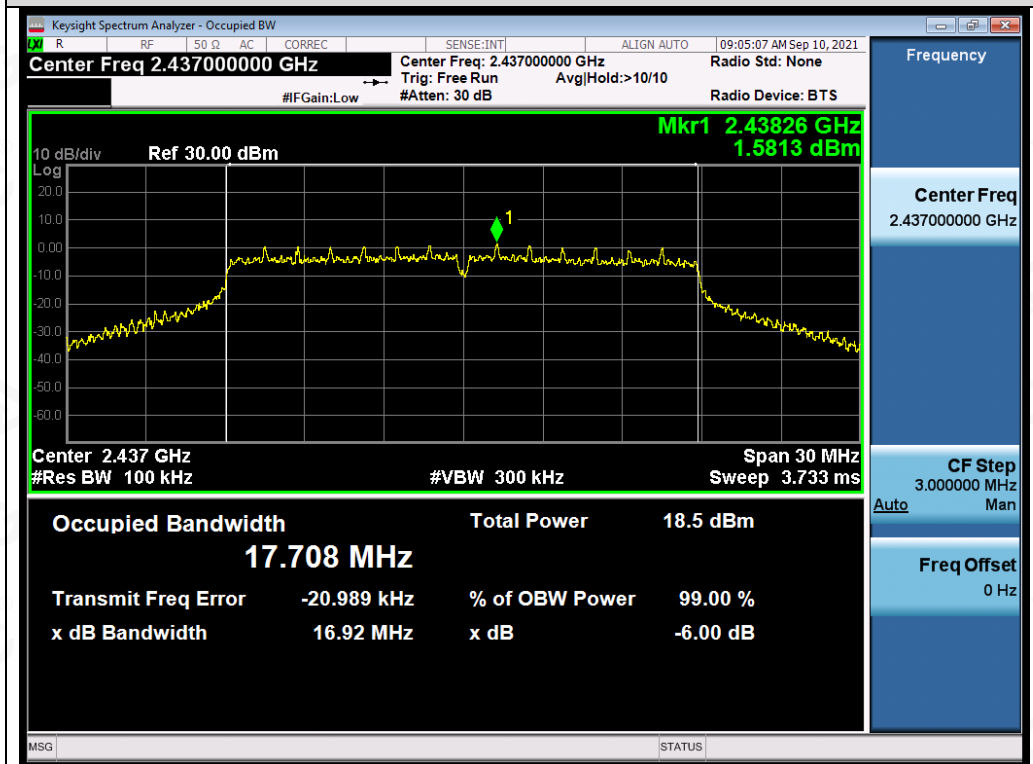 Keysight Spectrum Analyzer - Occupied BW
LXI R RF 50 Ω AC CORREC SENSE:INT ALIGN AUTO 09:05:07 AM Sep 10, 2021
Center Freq 2.437000000 GHz Center Freq: 2.437000000 GHz Radio Std: None
Trig: Free Run Avg|Hold:>10/10
#IFGain:Low #Atten: 30 dB Radio Device: BTS
Frequency
Mkr1 2.43826 GHz
1.5813 dBm
10 dB/div Ref 30.00 dBm
Log
20.0
10.0
0.00
-10.0
-20.0
-30.0
-40.0
-50.0
-60.0
1
Center 2.437 GHz Span 30 MHz
#Res BW 100 kHz #VBW 300 kHz Sweep 3.733 ms
Center Freq
2.437000000 GHz
CF Step
3.000000 MHz
Auto Man
Freq Offset
0 Hz
Occupied Bandwidth Total Power 18.5 dBm
17.708 MHz
Transmit Freq Error -20.989 kHz % of OBW Power 99.00 %
x dB Bandwidth 16.92 MHz x dB -6.00 dB
MSG STATUS